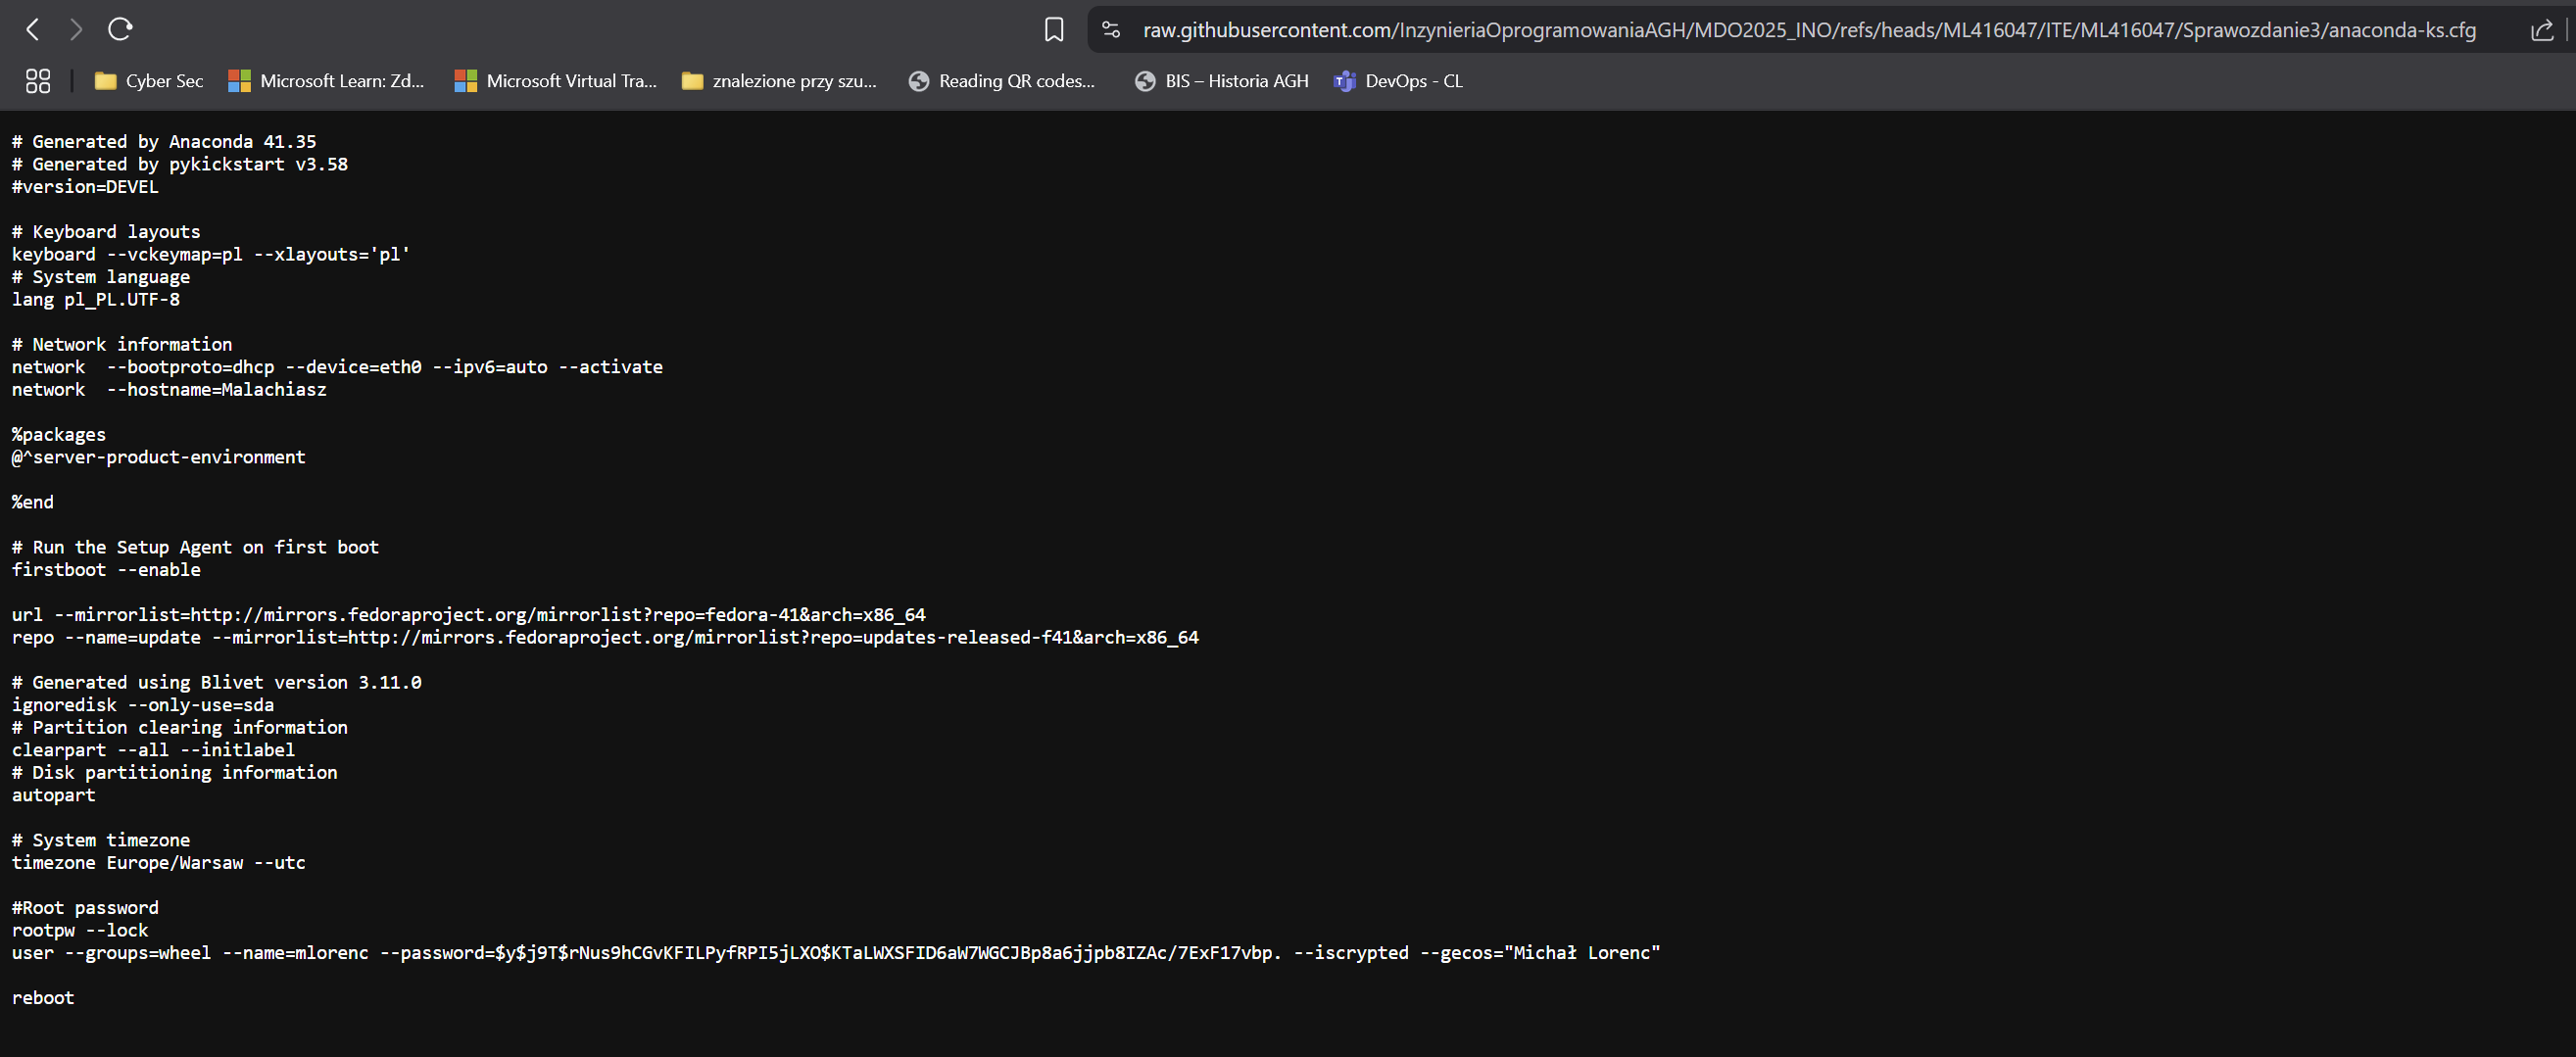 raw.githubusercontent.com/InzynieriaOprogramowaniaAGH/MDO2025_INO/refs/heads/ML416047/ITE/ML416047/Sprawozdanie3/anaconda-ks.cfg
Cyber Sec Microsoft Learn: Zd... Microsoft Virtual Tra... znalezione przy szu... Reading QR codes... BIS – Historia AGH DevOps - CL
# Generated by Anaconda 41.35
# Generated by pykickstart v3.58
#version=DEVEL
# Keyboard layouts
keyboard --vckeymap=pl --xlayouts='pl'
# System language
lang pl_PL.UTF-8
# Network information
network  --bootproto=dhcp --device=eth0 --ipv6=auto --activate
network  --hostname=Malachiasz
%packages
@^server-product-environment
%end
# Run the Setup Agent on first boot
firstboot --enable
url --mirrorlist=http://mirrors.fedoraproject.org/mirrorlist?repo=fedora-41&arch=x86_64
repo --name=update --mirrorlist=http://mirrors.fedoraproject.org/mirrorlist?repo=updates-released-f41&arch=x86_64
# Generated using Blivet version 3.11.0
ignoredisk --only-use=sda
# Partition clearing information
clearpart --all --initlabel
# Disk partitioning information
autopart
# System timezone
timezone Europe/Warsaw --utc
#Root password
rootpw --lock
user --groups=wheel --name=mlorenc --password=$y$j9T$rNus9hCGvKFILPyfRPI5jLXO$KTaLWXSFID6aW7WGCJBp8a6jjpb8IZAc/7ExF17vbp. --iscrypted --gecos="Michał Lorenc"
reboot